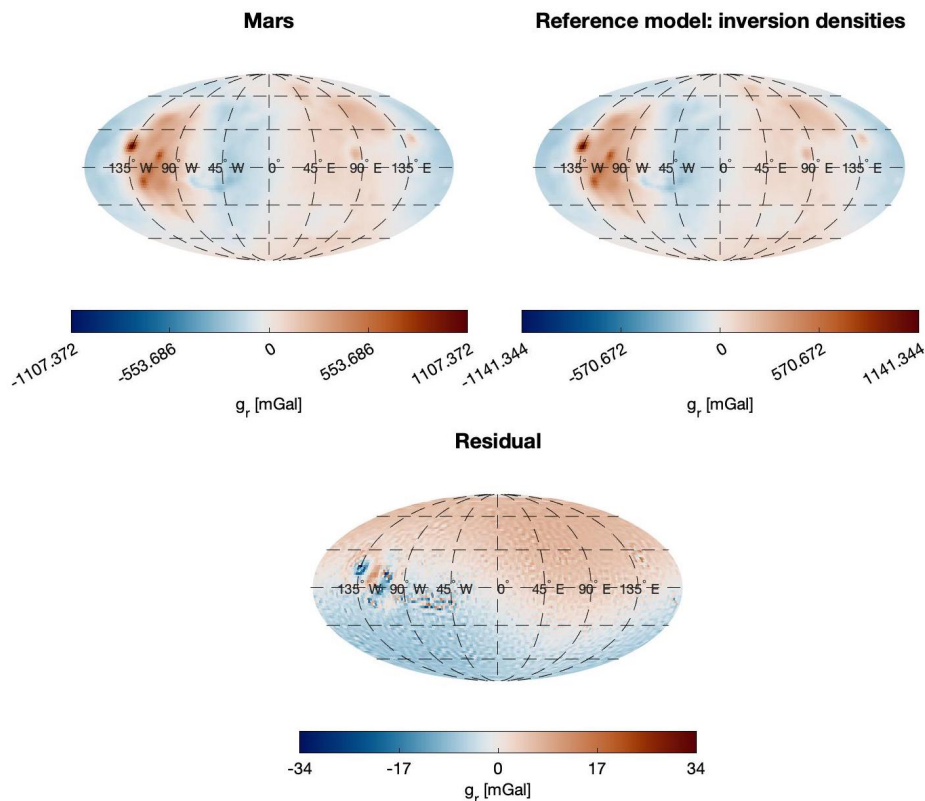 Mars
135° W 90° W 45° W 0° 45° E 90° E 135° E
-1107.372 -553.686 0 553.686 1107.372
g_r [mGal]
Reference model: inversion densities
135° W 90° W 45° W 0° 45° E 90° E 135° E
-1141.344 -570.672 0 570.672 1141.344
g_r [mGal]
Residual
135° W 90° W 45° W 0° 45° E 90° E 135° E
-34 -17 0 17 34
g_r [mGal]